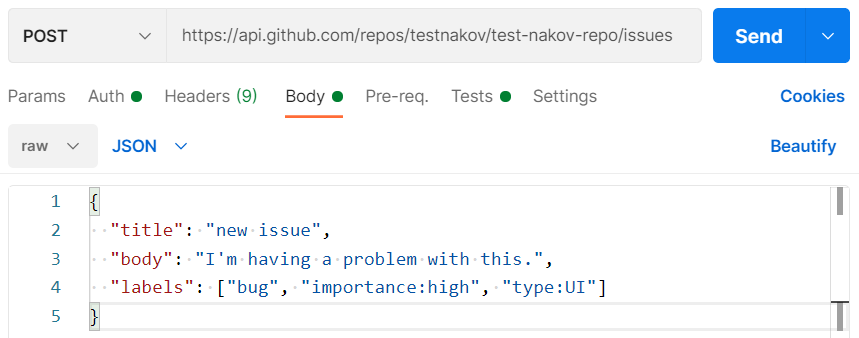 POST https://api.github.com/repos/testnakov/test-nakov-repo/issues Send
Params Auth Headers (9) Body Pre-req. Tests Settings Cookies
raw JSON Beautify
1 {
2 "title": "new issue",
3 "body": "I'm having a problem with this.",
4 "labels": ["bug", "importance:high", "type:UI"]
5 }